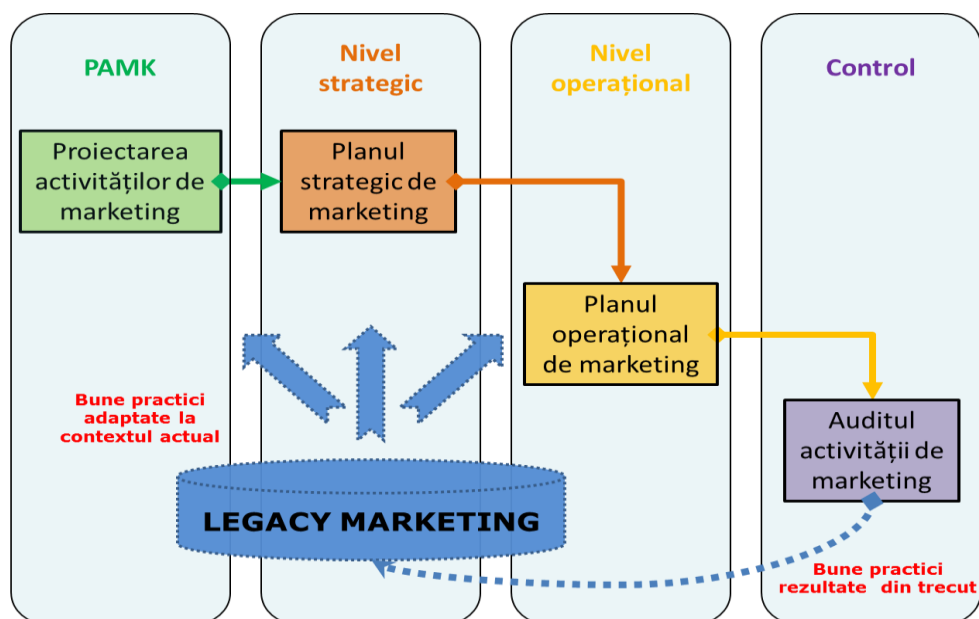 PAMK
Nivel
strategic
Nivel
operațional
Control
Proiectarea
activităților de
marketing
Planul
strategic de
marketing
Planul
operațional
de marketing
Auditul
activității de
marketing
Bune practici
adaptate la
contextul actual
LEGACY MARKETING
Bune practici
rezultate din trecut